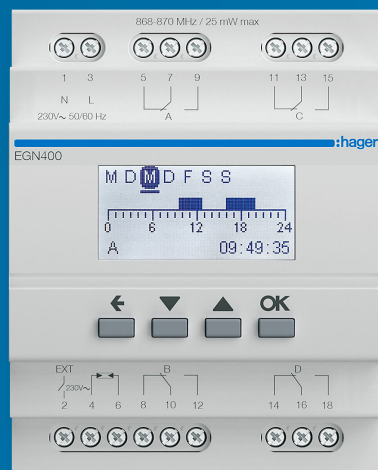 868-870 MHz / 25 mW max
1 3 5 7 9 11 13 15
N L A C
230V~ 50/60 Hz
:hager
EGN400
M D M D F S S
0 6 12 18 24
A 09:49:35
OK
EXT B D
230V~
2 4 6 8 10 12 14 16 18